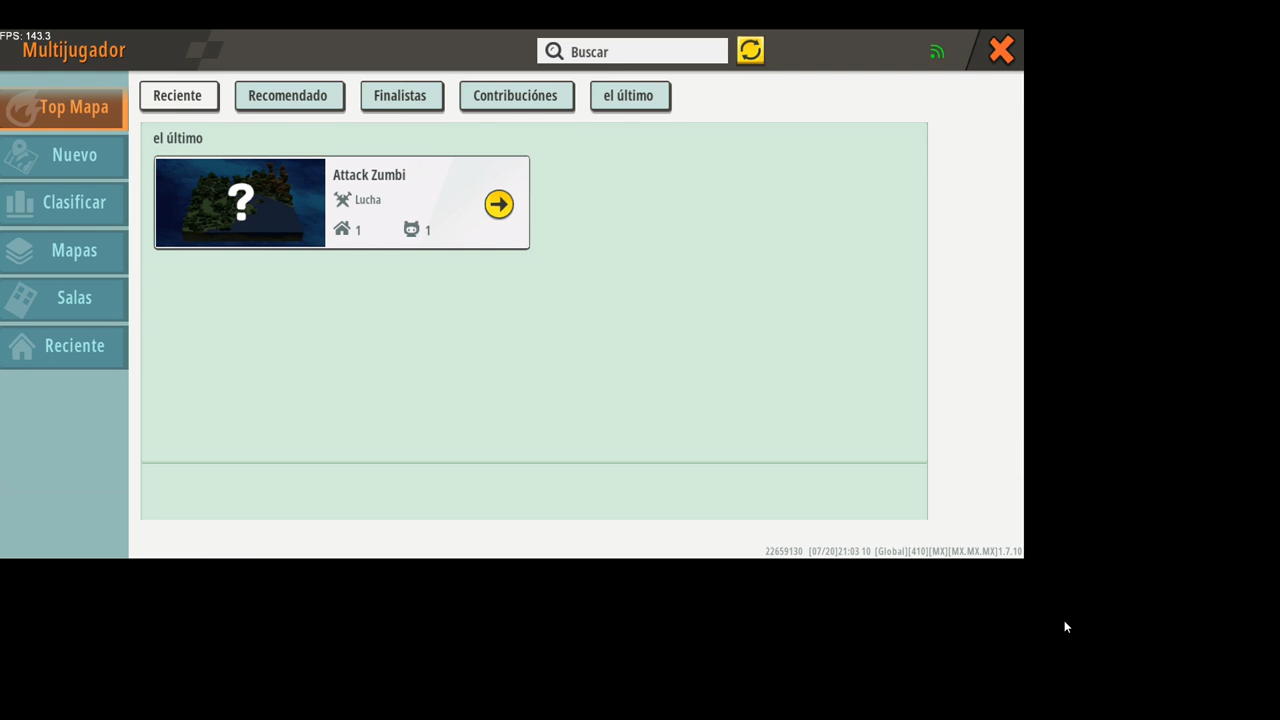 FPS: 143.3
Multijugador
Buscar
Top Mapa
Nuevo
Clasificar
Mapas
Salas
Reciente
Reciente
Recomendado
Finalistas
Contribuciónes
el último
el último
Attack Zumbi
Lucha
1
1
22659130 [07/20]21:03 10 [Global][410][MX][MX.MX.MX]1.7.10